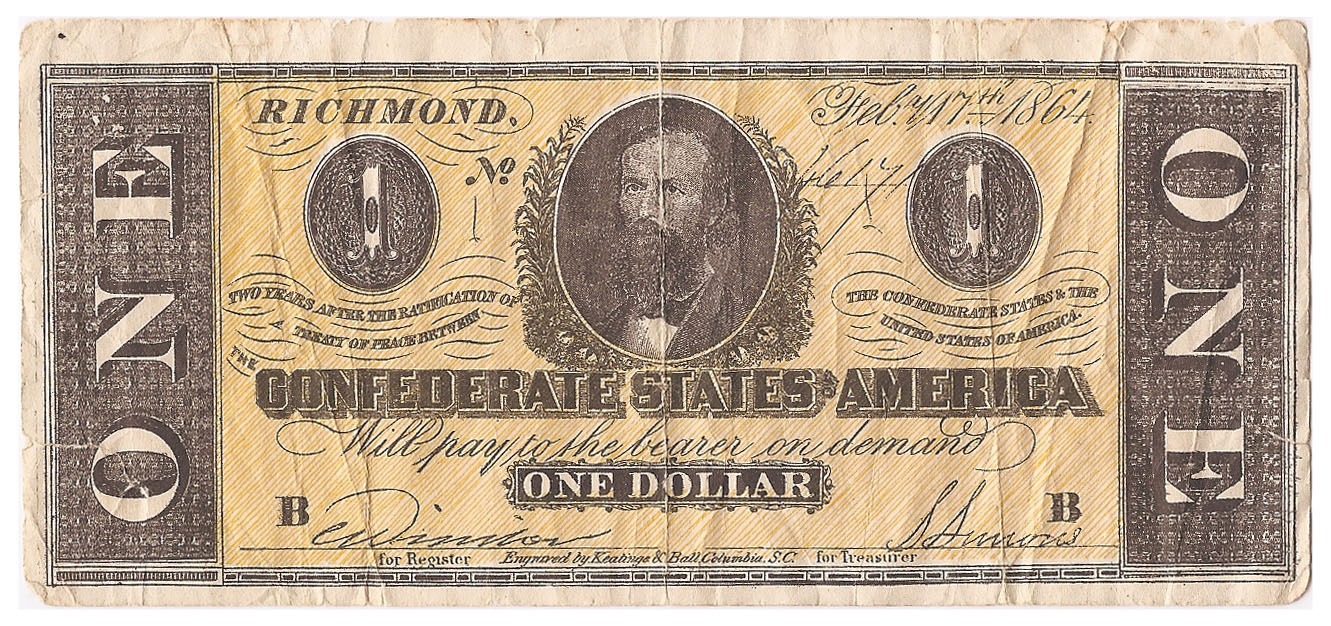 RICHMOND.
Feb.y 17th 1864.
No
1
1
ONE
ONE
TWO YEARS AFTER THE RATIFICATION OF
A TREATY OF PEACE BETWEEN
THE CONFEDERATE STATES & THE
UNITED STATES OF AMERICA.
THE
CONFEDERATE STATES OF AMERICA
Will pay to the bearer on demand
ONE DOLLAR
B
B
for Register Engraved by Keatinge & Ball, Columbia. S.C. for Treasurer